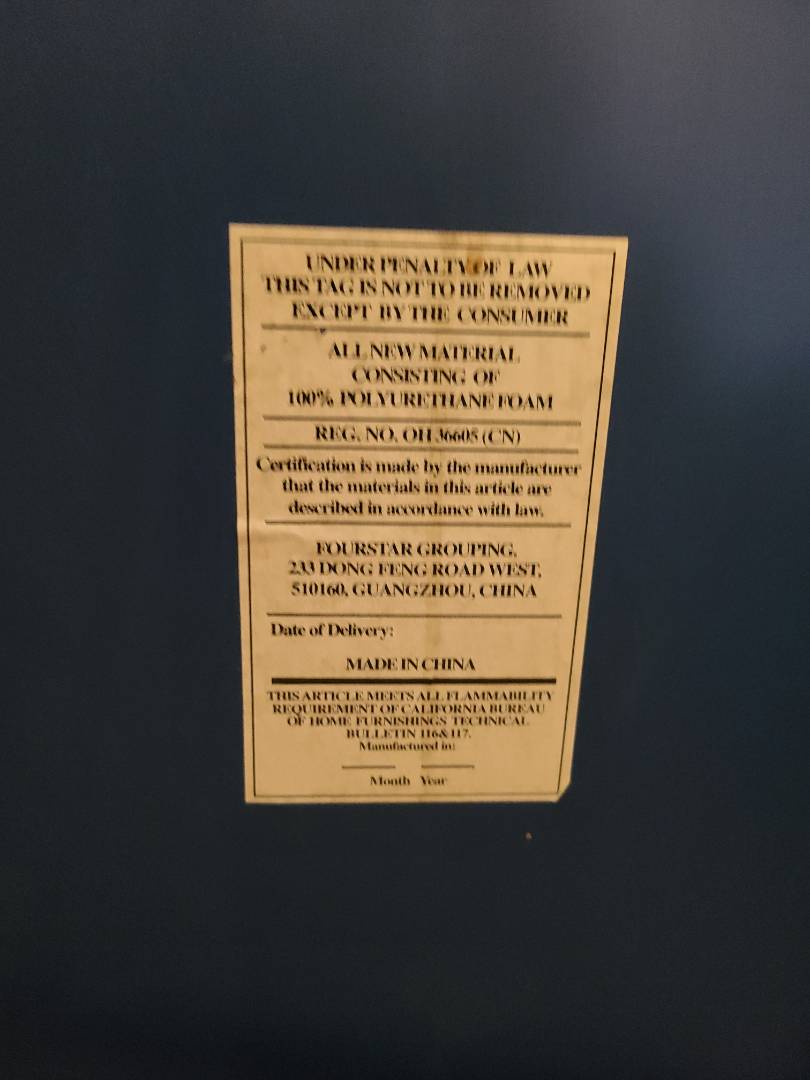 UNDER PENALTY OF LAW
THIS TAG IS NOT TO BE REMOVED
EXCEPT BY THE CONSUMER
ALL NEW MATERIAL
CONSISTING OF
100% POLYURETHANE FOAM
REG. NO. OH 36605 (CN)
Certification is made by the manufacturer
that the materials in this article are
described in accordance with law.
FOURSTAR GROUPING,
233 DONG FENG ROAD WEST,
510160, GUANGZHOU, CHINA
Date of Delivery:
MADE IN CHINA
THIS ARTICLE MEETS ALL FLAMMABILITY
REQUIREMENT OF CALIFORNIA BUREAU
OF HOME FURNISHINGS TECHNICAL
BULLETIN 116&117.
Manufactured in:
Month Year